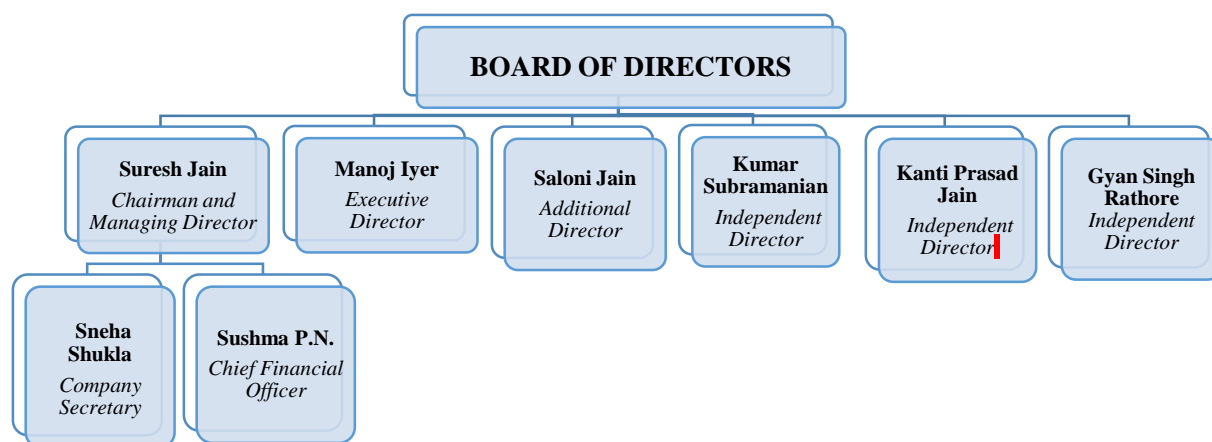 BOARD OF DIRECTORS
Suresh Jain
Chairman and
Managing Director
Manoj Iyer
Executive
Director
Saloni Jain
Additional
Director
Kumar
Subramanian
Independent
Director
Kanti Prasad
Jain
Independent
Director
Gyan Singh
Rathore
Independent
Director
Sneha
Shukla
Company
Secretary
Sushma P.N.
Chief Financial
Officer